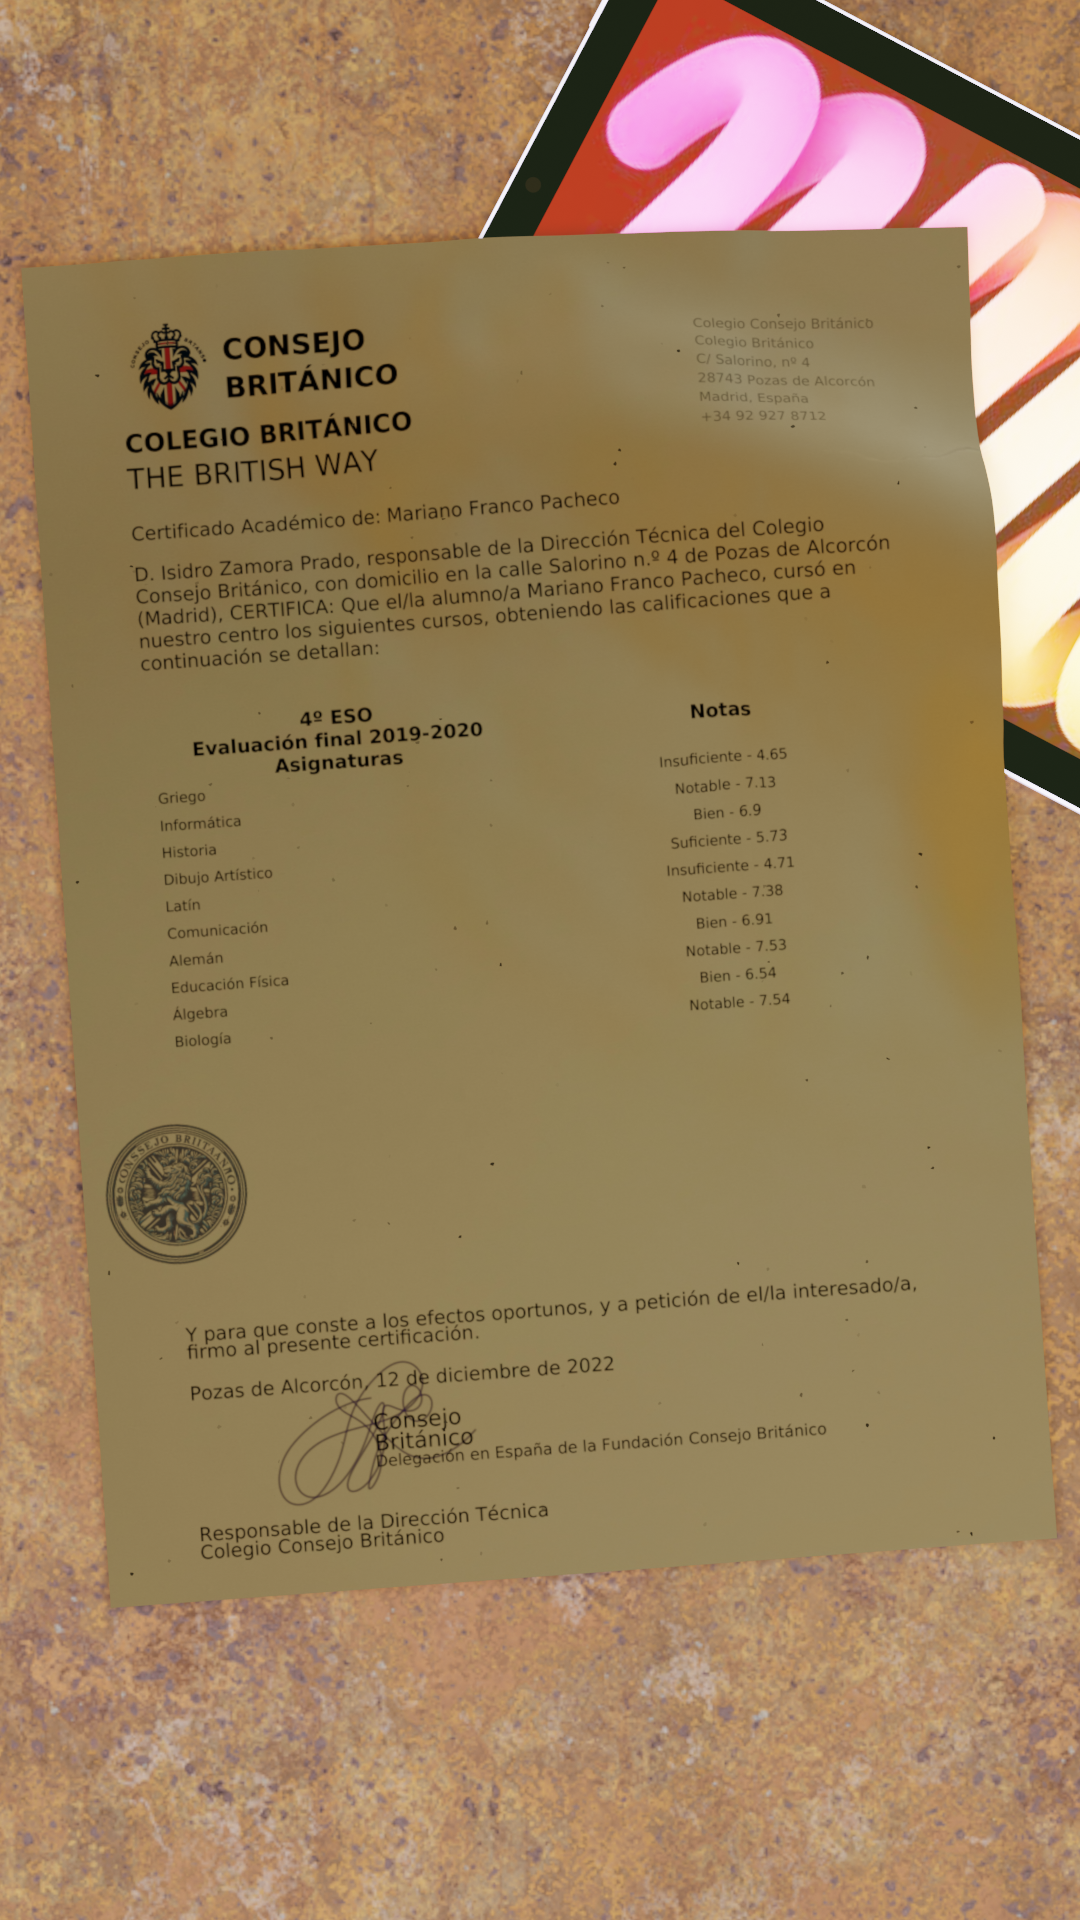 CONSEJO
BRITÁNICO
COLEGIO BRITÁNICO
THE BRITISH WAY
Colegio Consejo Británico
Colegio Británico
C/ Salorino, nº 4
28743 Pozas de Alcorcón
Madrid, España
+34 92 927 8712
Certificado Académico de: Mariano Franco Pacheco
D. Isidro Zamora Prado, responsable de la Dirección Técnica del Colegio
Consejo Británico, con domicilio en la calle Salorino n.º 4 de Pozas de Alcorcón
(Madrid), CERTIFICA: Que el/la alumno/a Mariano Franco Pacheco, cursó en
nuestro centro los siguientes cursos, obteniendo las calificaciones que a
continuación se detallan:
4º ESO
Evaluación final 2019-2020
Asignaturas
Notas
Griego Insuficiente - 4.65
Informática Notable - 7.13
Historia Bien - 6.9
Dibujo Artístico Suficiente - 5.73
Latín Insuficiente - 4.71
Comunicación Notable - 7.38
Alemán Bien - 6.91
Educación Física Notable - 7.53
Álgebra Bien - 6.54
Biología Notable - 7.54
Y para que conste a los efectos oportunos, y a petición de el/la interesado/a,
firmo al presente certificación.
Pozas de Alcorcón, 12 de diciembre de 2022
Consejo
Británico
Delegación en España de la Fundación Consejo Británico
Responsable de la Dirección Técnica
Colegio Consejo Británico